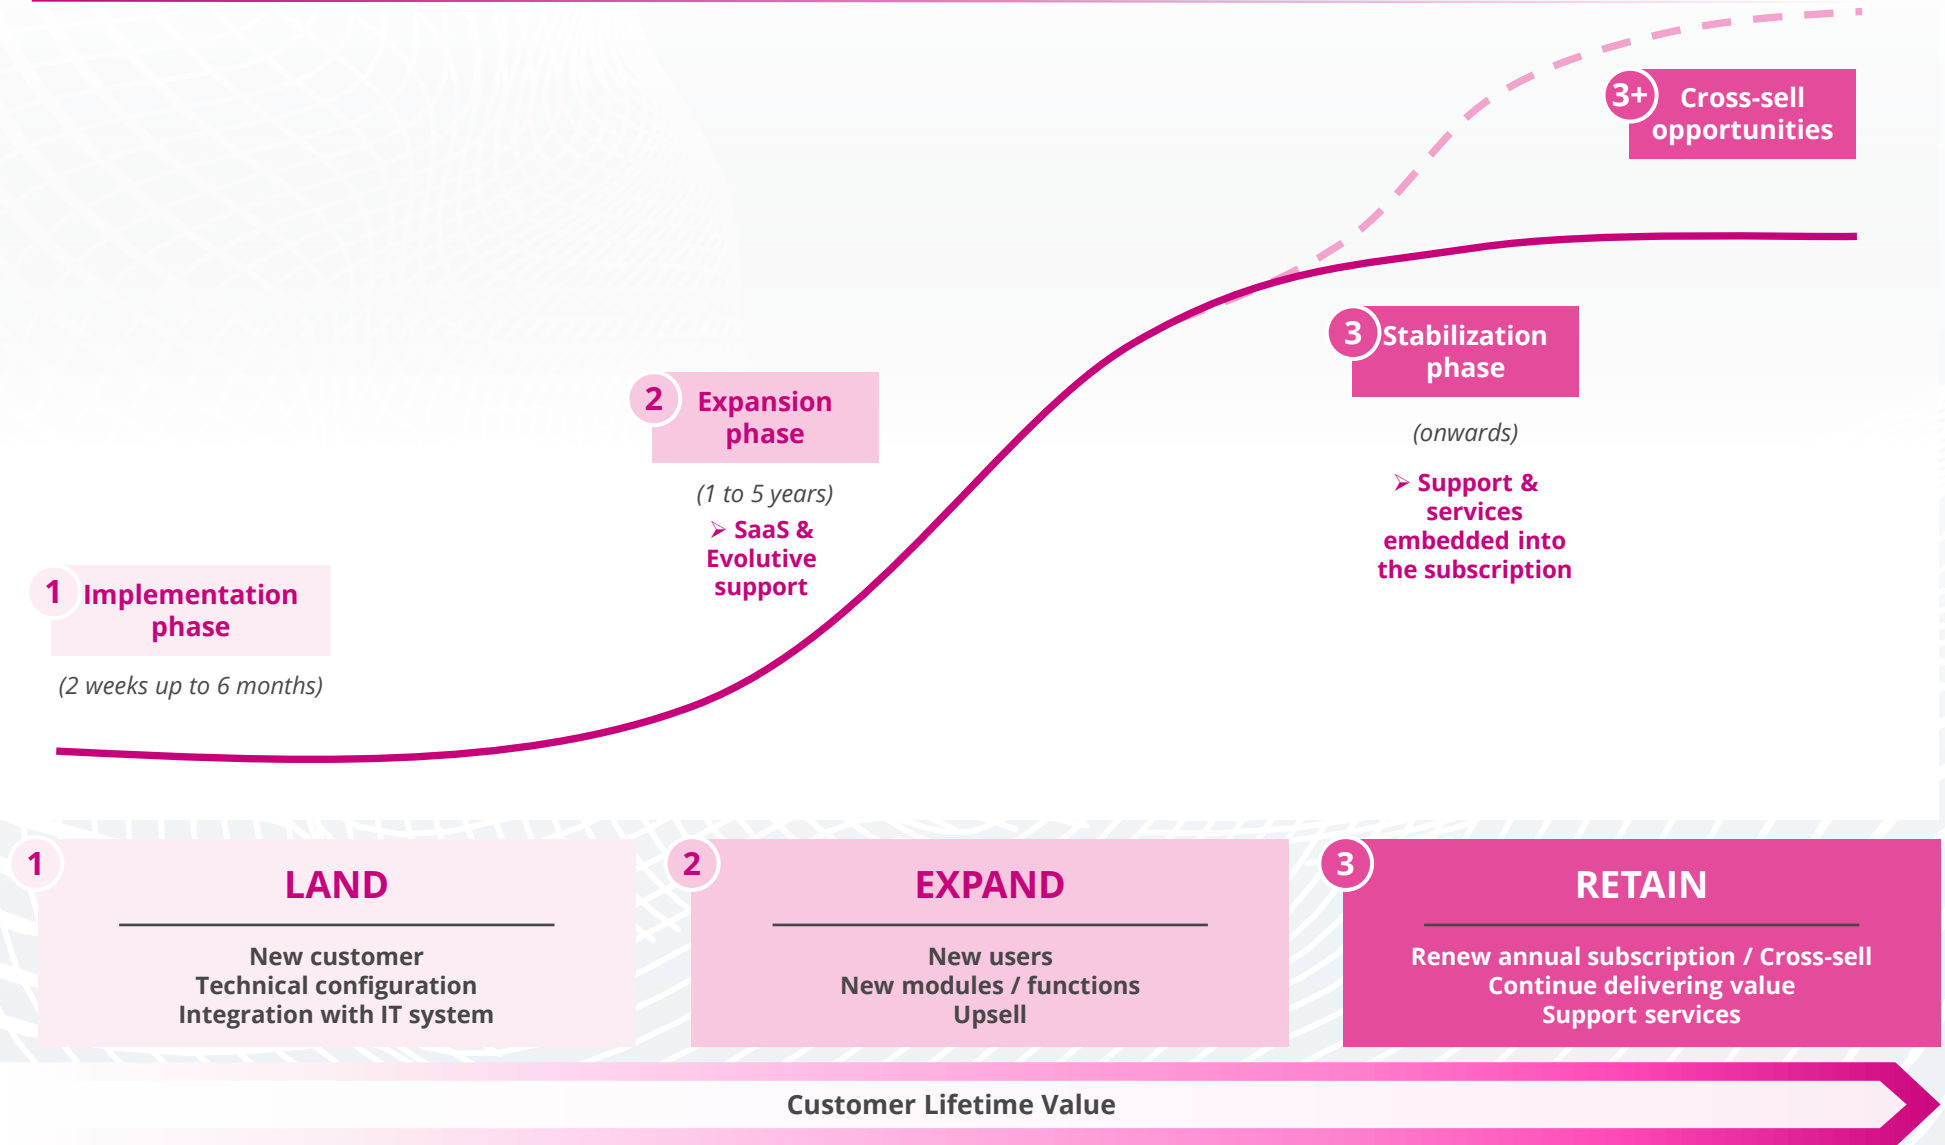 3+
Cross-sell
opportunities
3
Stabilization
phase
(onwards)
➢ Support &
services
embedded into
the subscription
2
Expansion
phase
(1 to 5 years)
➢ SaaS &
Evolutive
support
1
Implementation
phase
(2 weeks up to 6 months)
1
LAND
New customer
Technical configuration
Integration with IT system
2
EXPAND
New users
New modules / functions
Upsell
3
RETAIN
Renew annual subscription / Cross-sell
Continue delivering value
Support services
Customer Lifetime Value